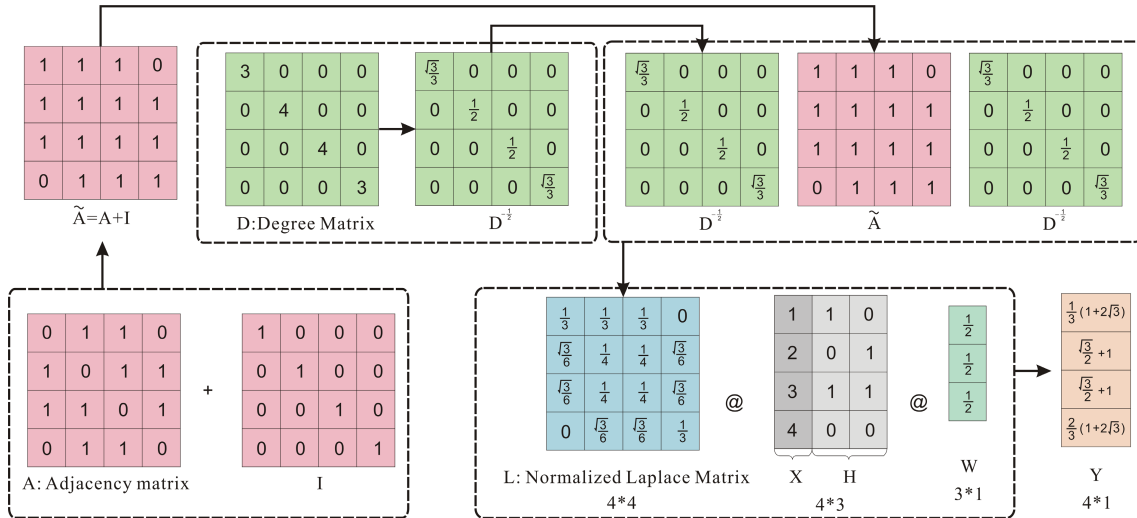 1 1 1 0
1 1 1 1
1 1 1 1
0 1 1 1
Ã=A+I
3 0 0 0
0 4 0 0
0 0 4 0
0 0 0 3
D:Degree Matrix
√3/3 0 0 0
0 1/2 0 0
0 0 1/2 0
0 0 0 √3/3
D^-1/2
√3/3 0 0 0
0 1/2 0 0
0 0 1/2 0
0 0 0 √3/3
D^-1/2
1 1 1 0
1 1 1 1
1 1 1 1
0 1 1 1
Ã
√3/3 0 0 0
0 1/2 0 0
0 0 1/2 0
0 0 0 √3/3
D^-1/2
0 1 1 0
1 0 1 1
1 1 0 1
0 1 1 0
A: Adjacency matrix
+
1 0 0 0
0 1 0 0
0 0 1 0
0 0 0 1
I
1/3 1/3 1/3 0
√3/6 1/4 1/4 √3/6
√3/6 1/4 1/4 √3/6
0 √3/6 √3/6 1/3
L: Normalized Laplace Matrix
4*4
@
1 1 0
2 0 1
3 1 1
4 0 0
X H
4*3
@
1/2
1/2
1/2
W
3*1
1/3 (1+2√3)
√3/2 +1
√3/2 +1
2/3 (1+2√3)
Y
4*1